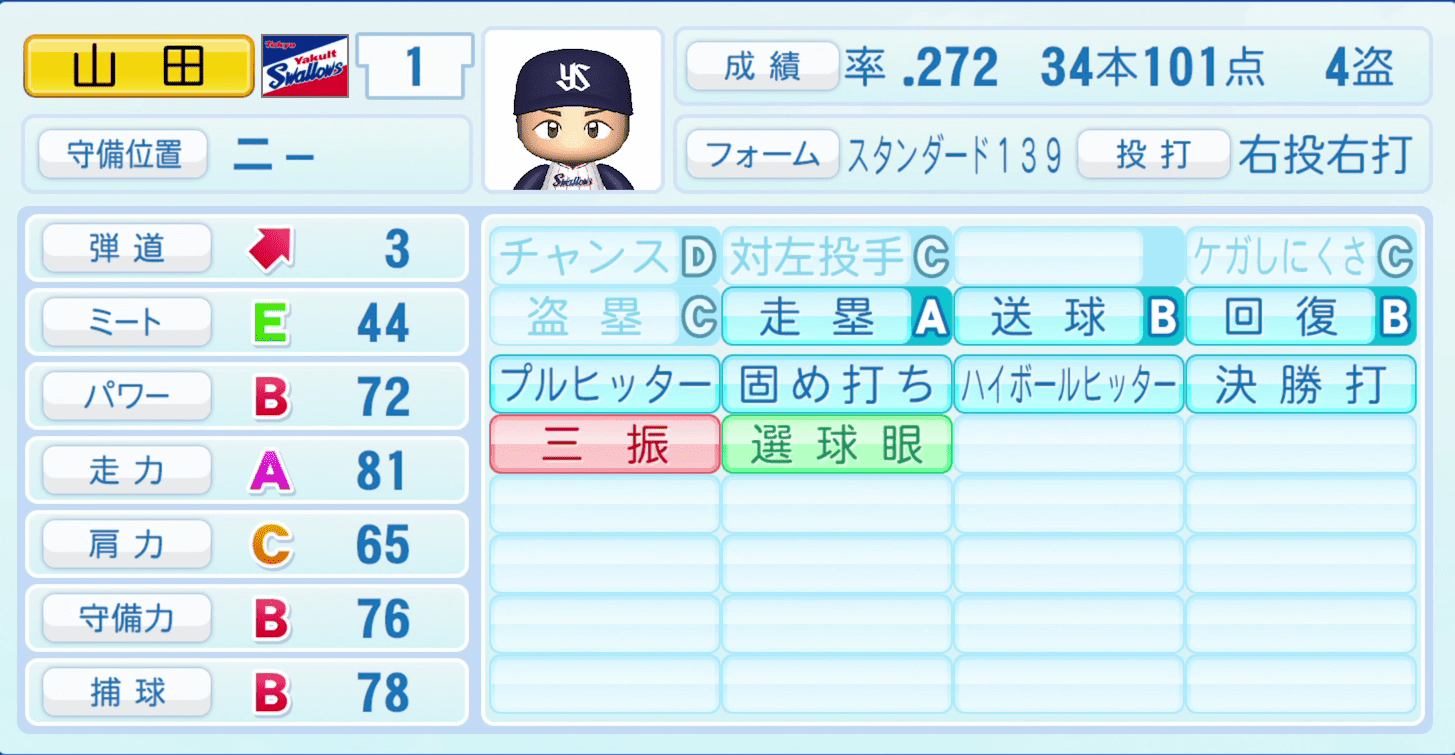 山田 Tokyo Yakult Swallows 1
YS
Swallows
成績 率.272 34本101点 4盗
守備位置 二一
フォーム スタンダード139 投打 右投右打
弾道 3
ミート E 44
パワー B 72
走力 A 81
肩力 C 65
守備力 B 76
捕球 B 78
チャンス D 対左投手 C ケガしにくさ C
盗塁 C 走塁 A 送球 B 回復 B
プルヒッター 固め打ち ハイボールヒッター 決勝打
三振 選球眼